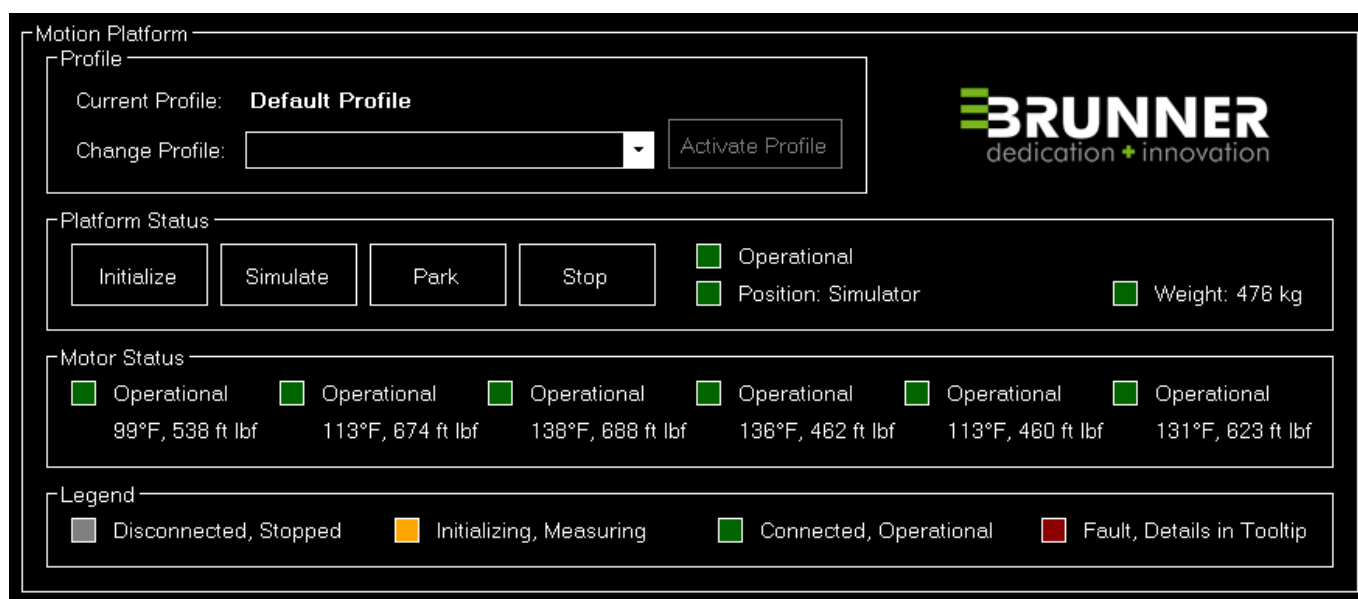 Motion Platform
Profile
Current Profile: Default Profile
Change Profile: Activate Profile
BRUNNER
dedication + innovation
Platform Status
Initialize Simulate Park Stop
Operational
Position: Simulator Weight: 476 kg
Motor Status
Operational Operational Operational Operational Operational Operational
99°F, 538 ft lbf 113°F, 674 ft lbf 138°F, 688 ft lbf 136°F, 462 ft lbf 113°F, 460 ft lbf 131°F, 623 ft lbf
Legend
Disconnected, Stopped Initializing, Measuring Connected, Operational Fault, Details in Tooltip